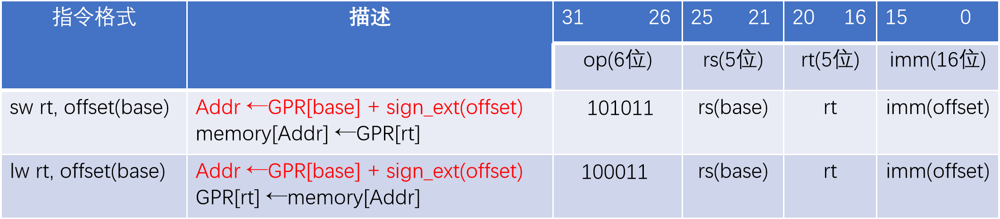 指令格式 描述 31 26 25 21 20 16 15 0
op(6位) rs(5位) rt(5位) imm(16位)
sw rt, offset(base) Addr ←GPR[base] + sign_ext(offset) 101011 rs(base) rt imm(offset)
memory[Addr] ←GPR[rt]
lw rt, offset(base) Addr ←GPR[base] + sign_ext(offset) 100011 rs(base) rt imm(offset)
GPR[rt] ←memory[Addr]